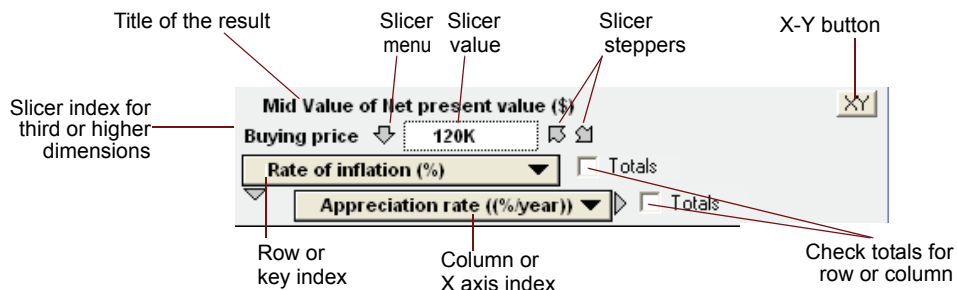 Title of the result
Slicer
menu
Slicer
value
Slicer
steppers
X-Y button
Slicer index for
third or higher
dimensions
Mid Value of Net present value ($)
XY
Buying price
120K
Rate of inflation (%)
Totals
Appreciation rate ((%/year))
Totals
Row or
key index
Column or
X axis index
Check totals for
row or column